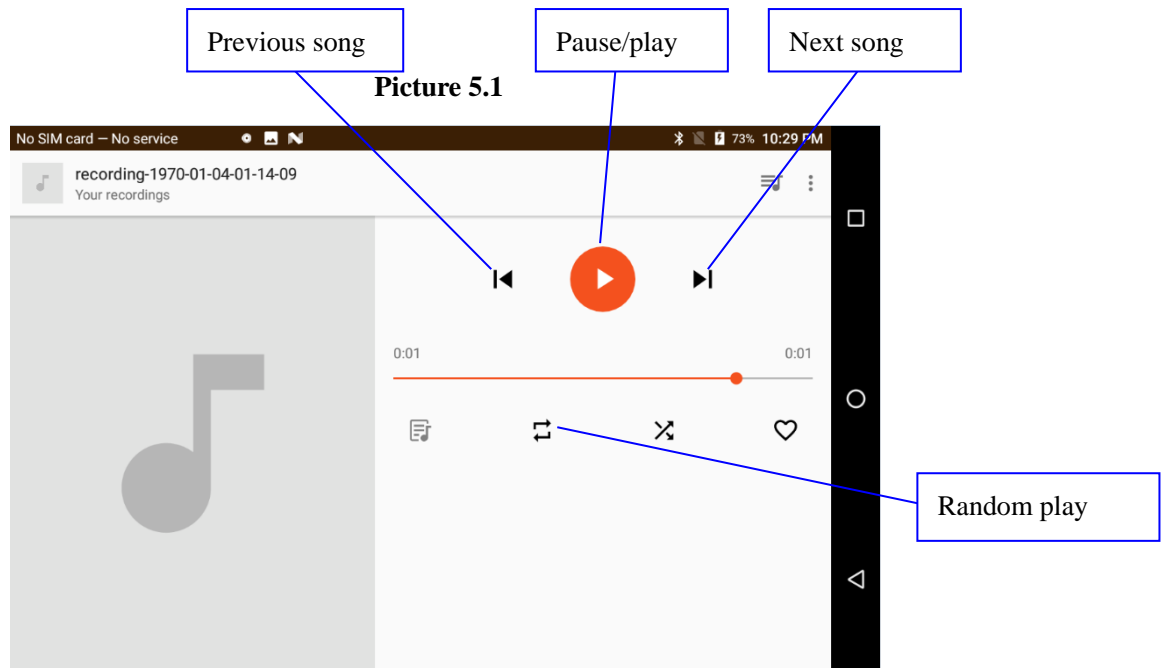 Previous song
Pause/play
Next song
Picture 5.1
No SIM card — No service
73% 10:29 PM
recording-1970-01-04-01-14-09
Your recordings
0:01
0:01
Random play